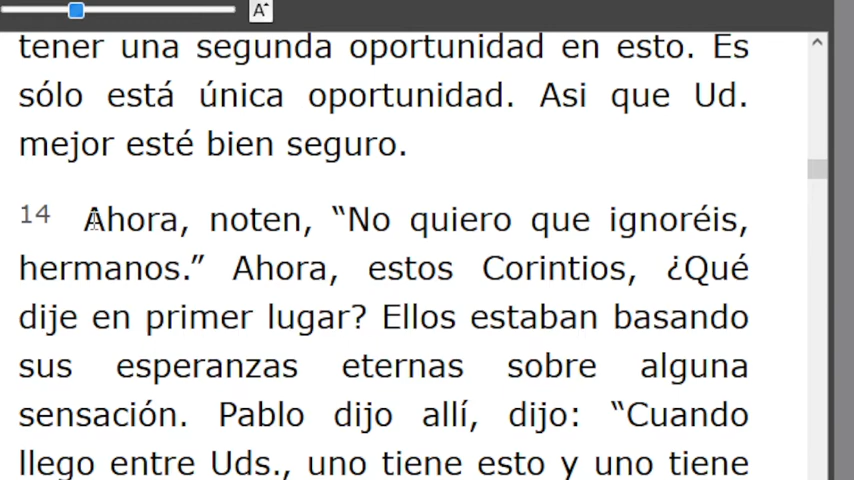 A
tener una segunda oportunidad en esto. Es
sólo está única oportunidad. Asi que Ud.
mejor esté bien seguro.
14 Ahora, noten, “No quiero que ignoréis,
hermanos.” Ahora, estos Corintios, ¿Qué
dije en primer lugar? Ellos estaban basando
sus esperanzas eternas sobre alguna
sensación. Pablo dijo allí, dijo: “Cuando
llego entre Uds., uno tiene esto y uno tiene